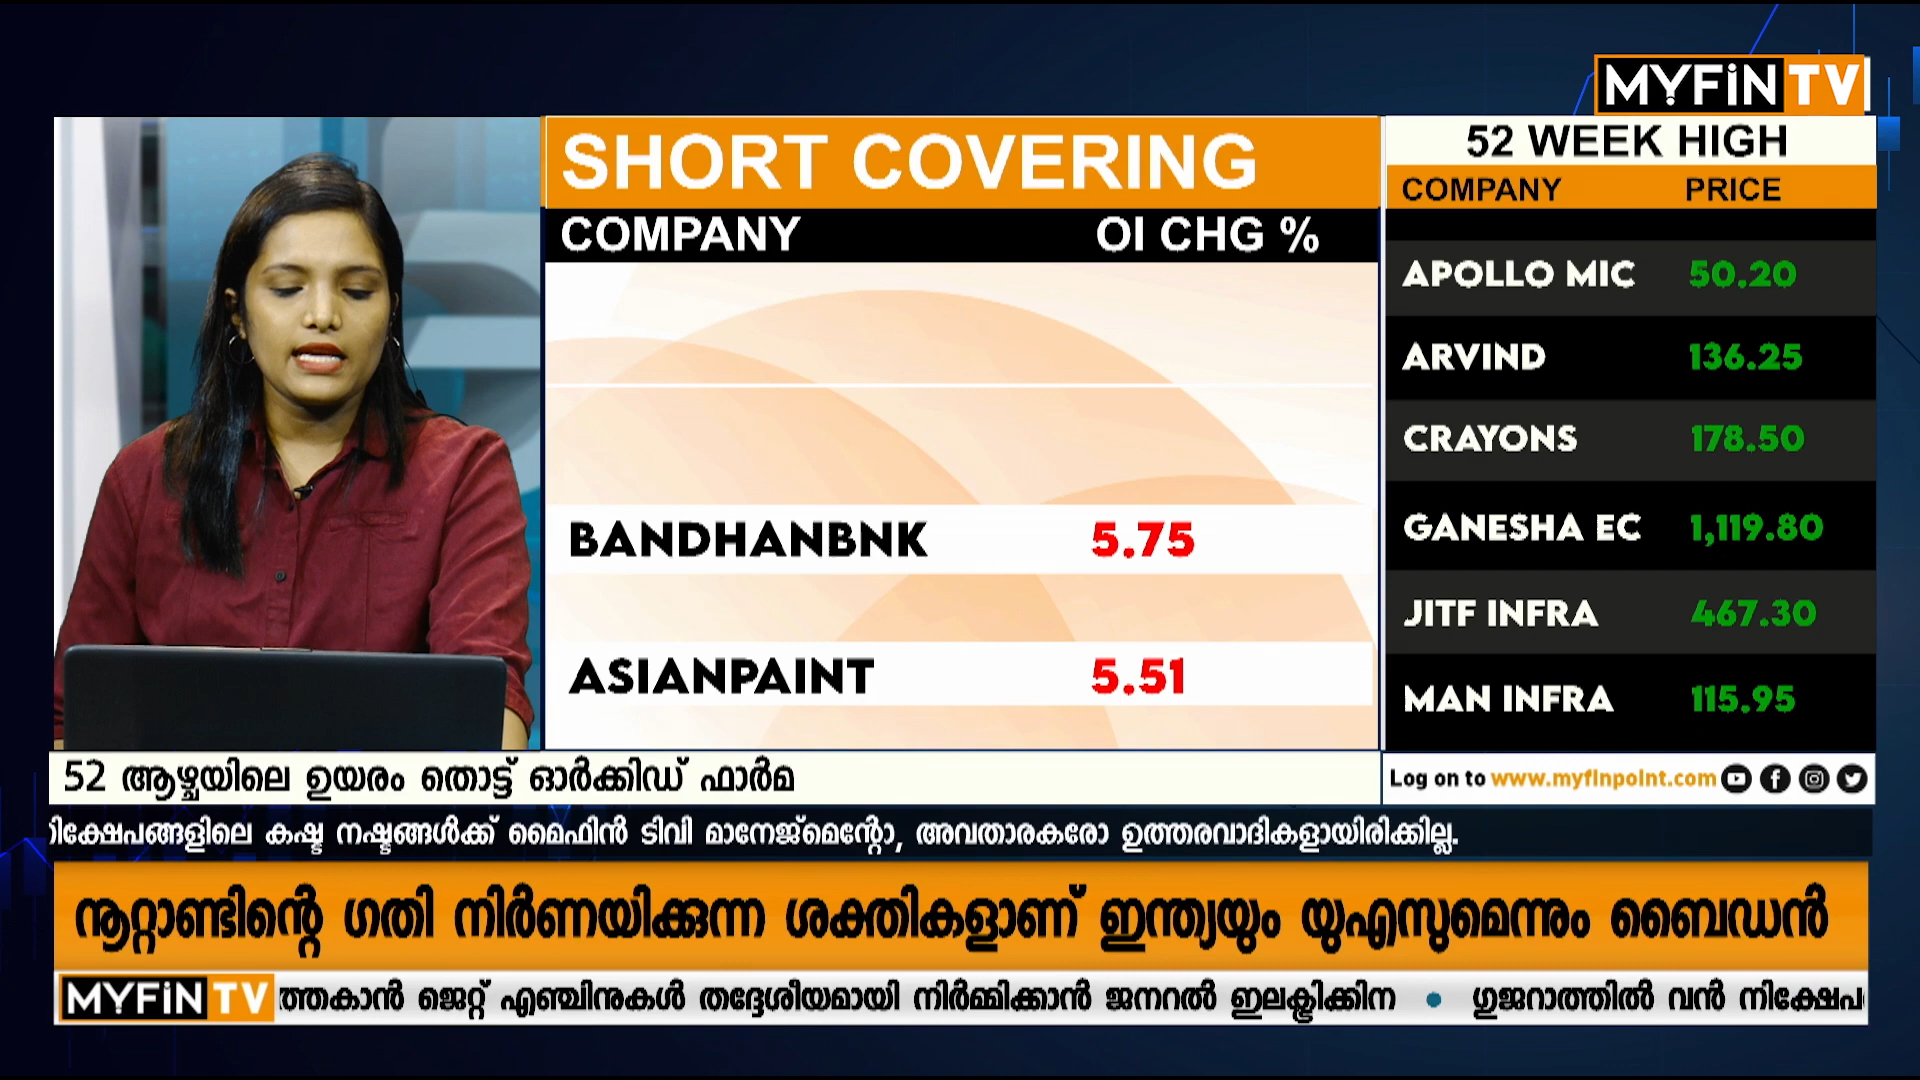 MYFiN TV
SHORT COVERING
COMPANY OI CHG %
BANDHANBNK 5.75
ASIANPAINT 5.51
52 WEEK HIGH
COMPANY PRICE
APOLLO MIC 50.20
ARVIND 136.25
CRAYONS 178.50
GANESHA EC 1,119.80
JITF INFRA 467.30
MAN INFRA 115.95
52 ആഴ്ചയിലെ ഉയരം തൊട്ട് ഓർക്കിഡ് ഫാർമ
Log on to www.myfinpoint.com
ിക്ഷേപങ്ങളിലെ കഷ്ട നഷ്ടങ്ങൾക്ക് മൈഫിൻ ടിവി മാനേജ്മെന്റോ, അവതാരകരോ ഉത്തരവാദികളായിരിക്കില്ല.
നൂറ്റാണ്ടിന്റെ ഗതി നിർണയിക്കുന്ന ശക്തികളാണ് ഇന്ത്യയും യുഎസുമെന്നും ബൈഡൻ
MYFiN TV ത്തകാൻ ജെറ്റ് എഞ്ചിനുകൾ തദ്ദേശീയമായി നിർമ്മിക്കാൻ ജനറൽ ഇലക്ട്രിക്കിന • ഗുജറാത്തിൽ വൻ നിക്ഷേപ